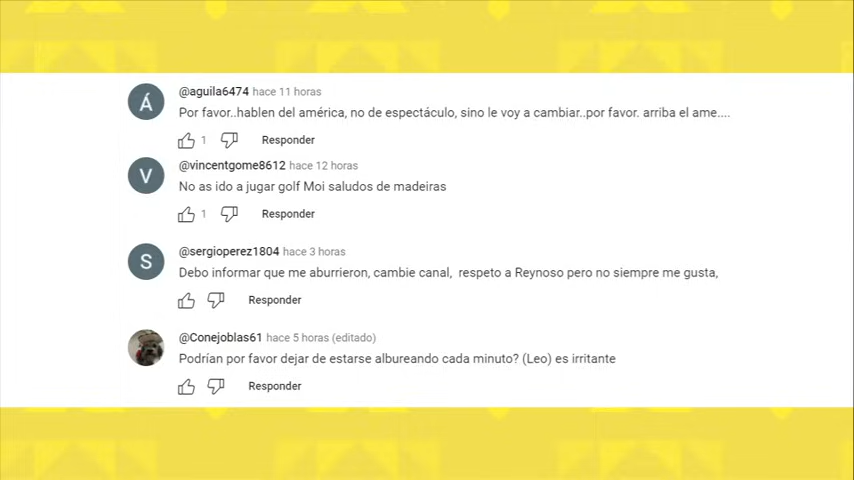 Á
@aguila6474 hace 11 horas
Por favor..hablen del américa, no de espectáculo, sino le voy a cambiar..por favor. arriba el ame....
1 Responder
V
@vincentgome8612 hace 12 horas
No as ido a jugar golf Moi saludos de madeiras
1 Responder
S
@sergioperez1804 hace 3 horas
Debo informar que me aburrieron, cambie canal, respeto a Reynoso pero no siempre me gusta,
Responder
@Conejoblas61 hace 5 horas (editado)
Podrían por favor dejar de estarse albureando cada minuto? (Leo) es irritante
Responder